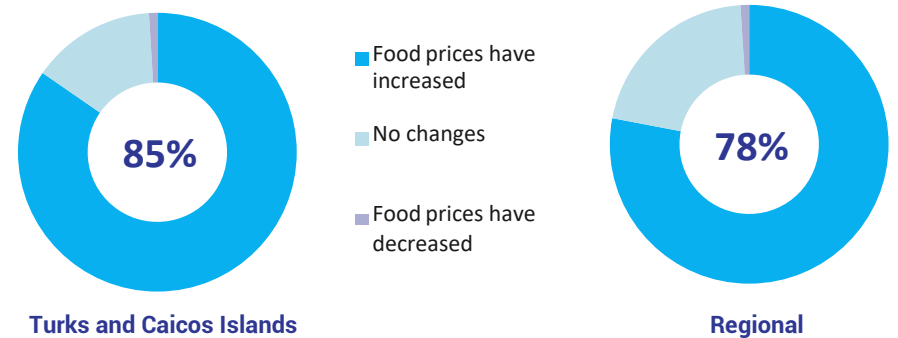 85%
Food prices have
increased
No changes
Food prices have
decreased
78%
Turks and Caicos Islands
Regional